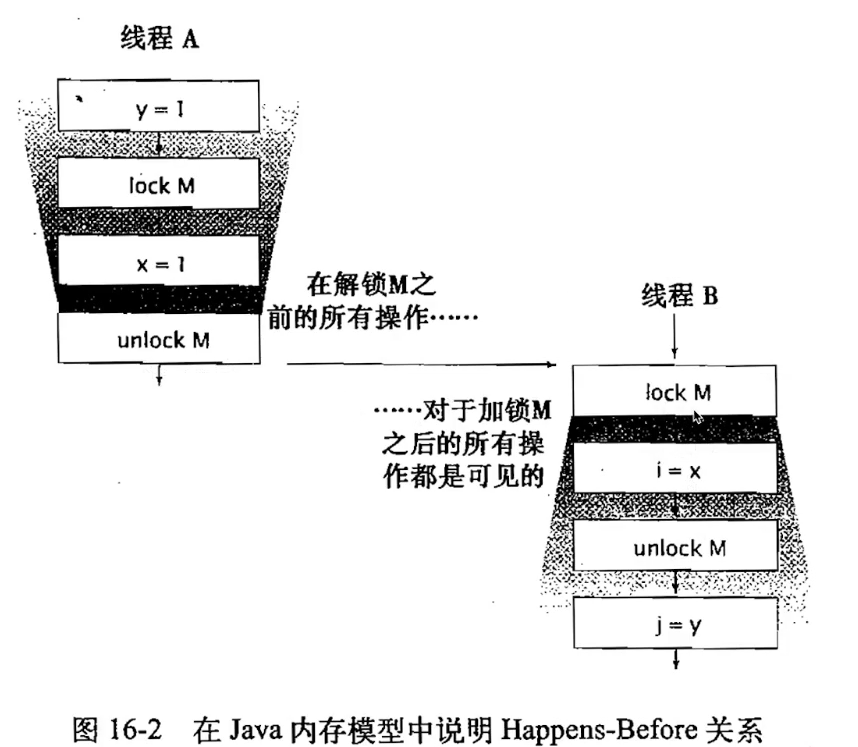 线程 A
y = 1
lock M
x = 1
unlock M
在解锁M之
前的所有操作……
线程 B
……对于加锁M
之后的所有操
作都是可见的
lock M
i = x
unlock M
j = y
图 16-2 在 Java 内存模型中说明 Happens-Before 关系